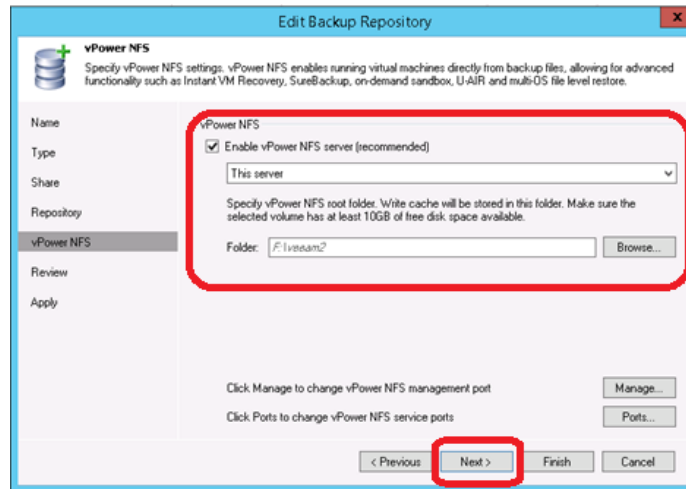 Edit Backup Repository
x
vPower NFS
Specify vPower NFS settings. vPower NFS enables running virtual machines directly from backup files, allowing for advanced
functionality such as Instant VM Recovery, SureBackup, on-demand sandbox, U-AIR and multi-OS file level restore.
Name
Type
Share
Repository
vPower NFS
Review
Apply
vPower NFS
Enable vPower NFS server (recommended)
This server
Specify vPower NFS root folder. Write cache will be stored in this folder. Make sure the
selected volume has at least 10GB of free disk space available.
Folder: F:\veeam2 Browse...
Click Manage to change vPower NFS management port Manage...
Click Ports to change vPower NFS service ports Ports...
< Previous Next > Finish Cancel